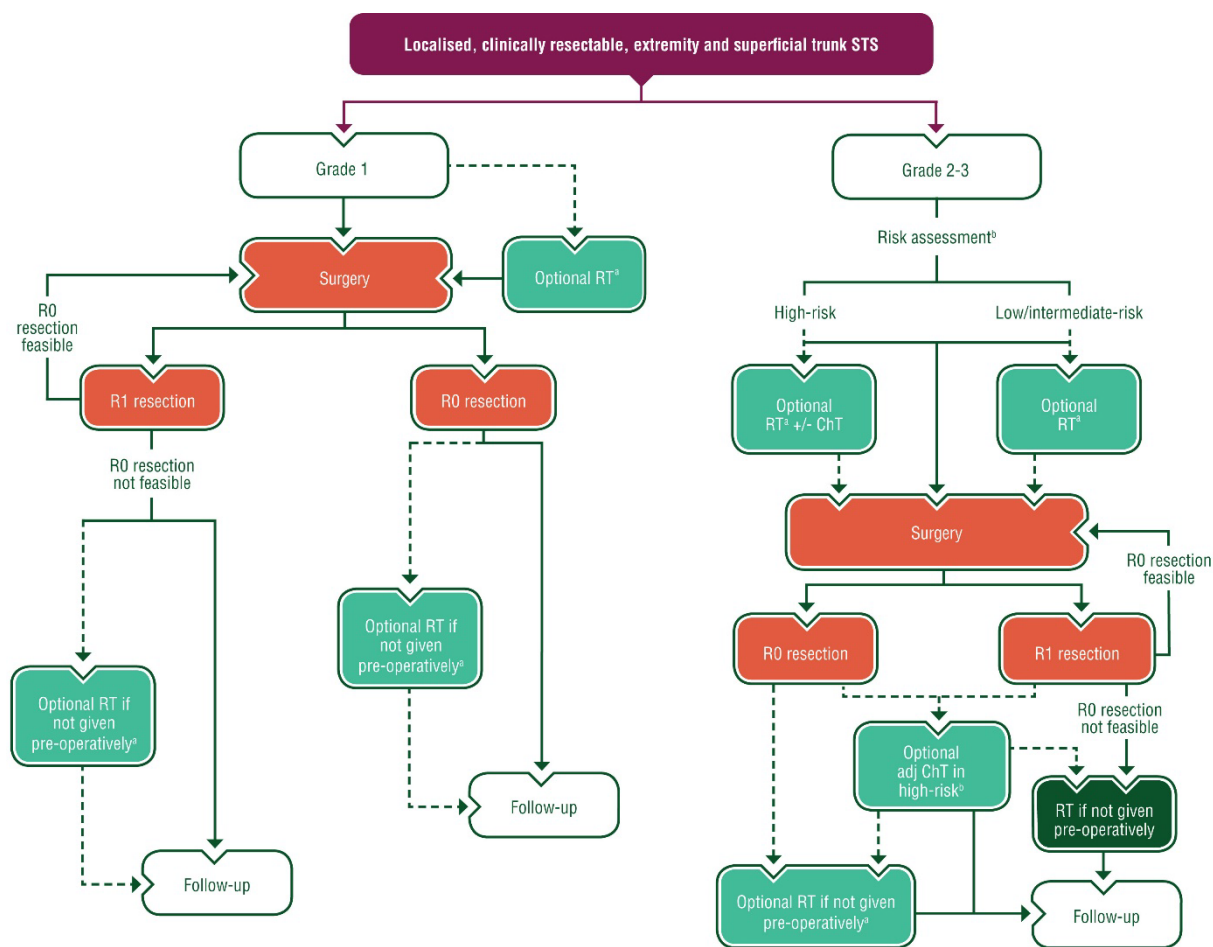 Localised, clinically resectable, extremity and superficial trunk STS
Grade 1
Grade 2-3
Risk assessmentᵇ
Surgery
Optional RTᵃ
R0
resection
feasible
High-risk
Low/intermediate-risk
R1 resection
R0 resection
Optional
RTᵃ +/- ChT
Optional
RTᵃ
R0 resection
not feasible
Surgery
R0 resection
feasible
Optional RT if
not given
pre-operativelyᵃ
R0 resection
R1 resection
Optional RT if
not given
pre-operativelyᵃ
R0 resection
not feasible
Optional
adj ChT in
high-riskᵇ
Follow-up
RT if not given
pre-operatively
Follow-up
Optional RT if not given
pre-operativelyᵃ
Follow-up